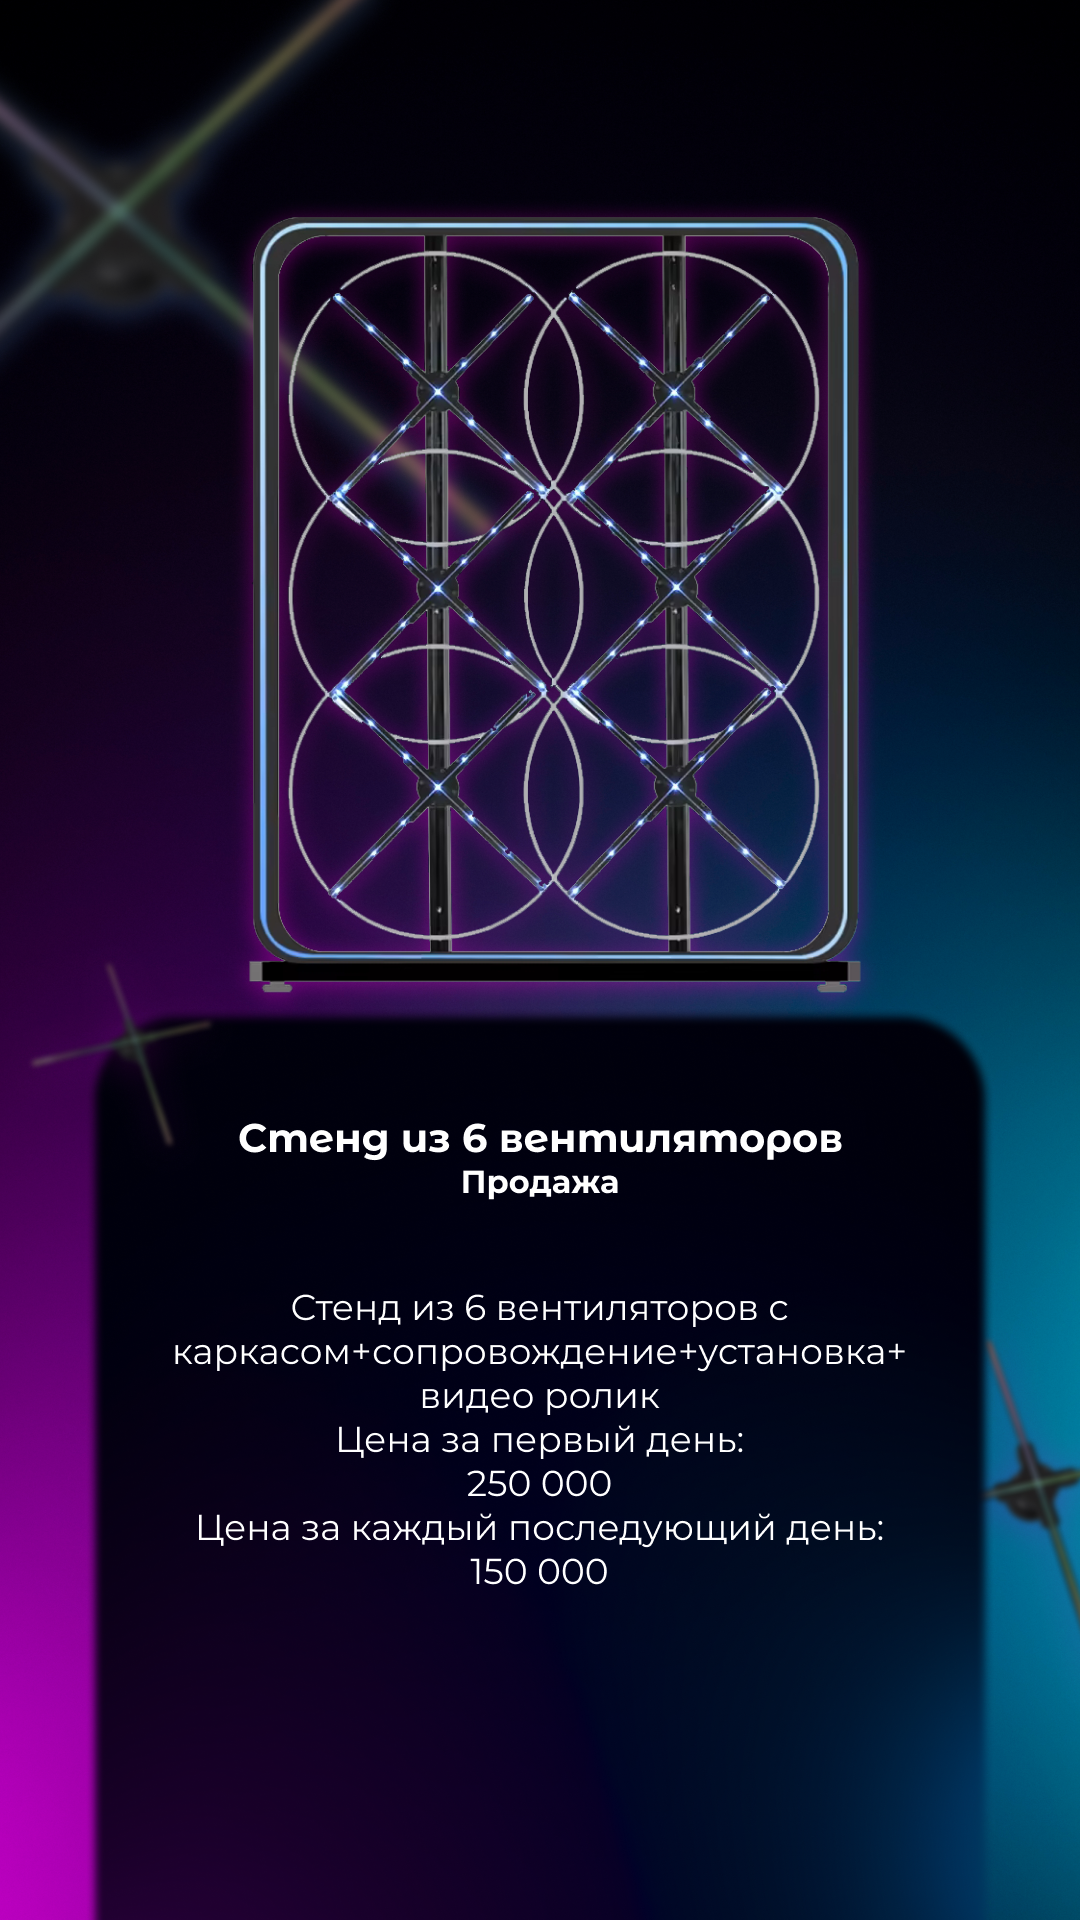 Стенд из 6 вентиляторов
Продажа
Стенд из 6 вентиляторов с
каркасом+сопровождение+установка+
видео ролик
Цена за первый день:
250 000
Цена за каждый последующий день:
150 000